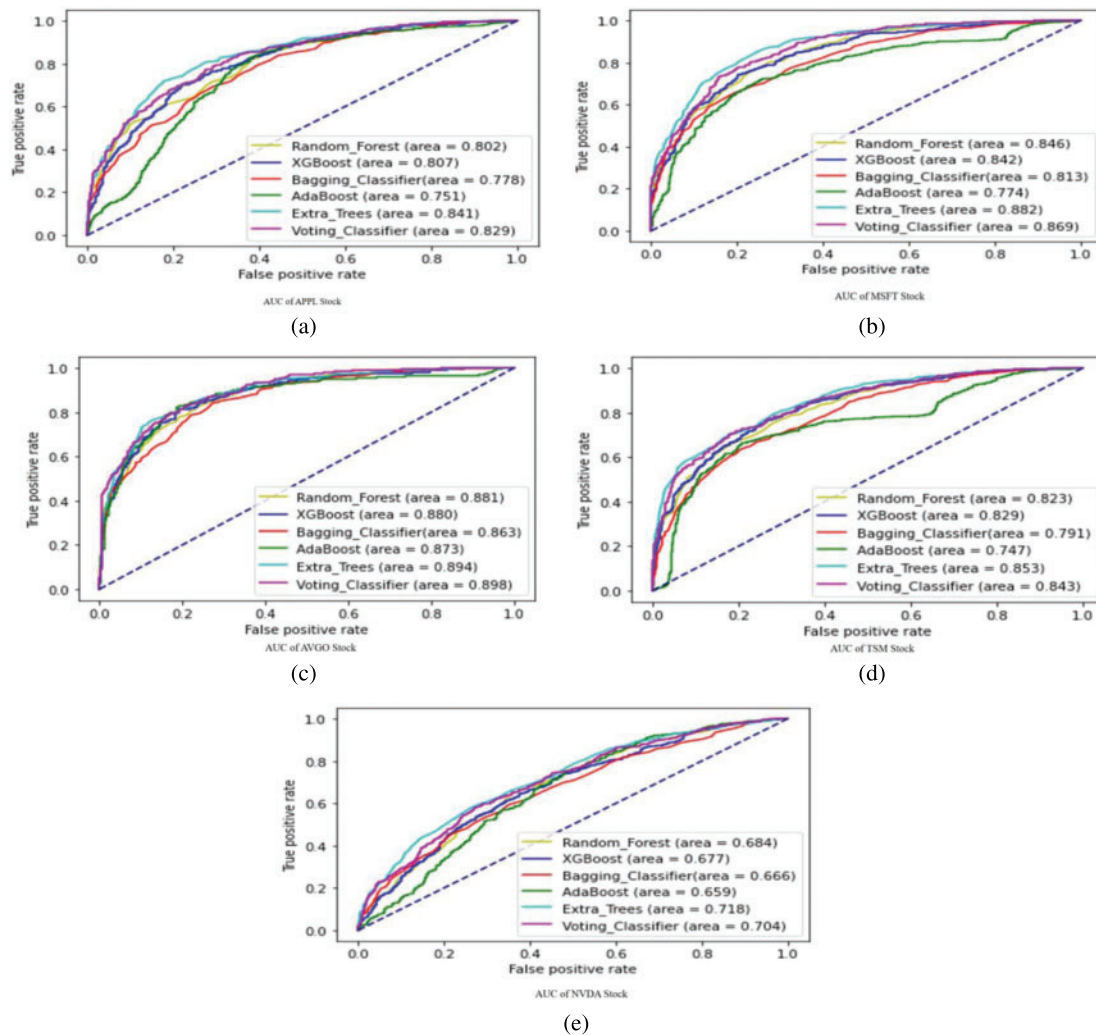 1.0
0.8
0.6
0.4
0.2
0.0
True positive rate
Random_Forest (area = 0.802)
XGBoost (area = 0.807)
Bagging_Classifier(area = 0.778)
AdaBoost (area = 0.751)
Extra_Trees (area = 0.841)
Voting_Classifier (area = 0.829)
0.0 0.2 0.4 0.6 0.8 1.0
False positive rate
AUC of APPL Stock
(a)
1.0
0.8
0.6
0.4
0.2
0.0
True positive rate
Random_Forest (area = 0.846)
XGBoost (area = 0.842)
Bagging_Classifier(area = 0.813)
AdaBoost (area = 0.774)
Extra_Trees (area = 0.882)
Voting_Classifier (area = 0.869)
0.0 0.2 0.4 0.6 0.8 1.0
False positive rate
AUC of MSFT Stock
(b)
1.0
0.8
0.6
0.4
0.2
0.0
True positive rate
Random_Forest (area = 0.881)
XGBoost (area = 0.880)
Bagging_Classifier(area = 0.863)
AdaBoost (area = 0.873)
Extra_Trees (area = 0.894)
Voting_Classifier (area = 0.898)
0.0 0.2 0.4 0.6 0.8 1.0
False positive rate
AUC of AVGO Stock
(c)
1.0
0.8
0.6
0.4
0.2
0.0
True positive rate
Random_Forest (area = 0.823)
XGBoost (area = 0.829)
Bagging_Classifier(area = 0.791)
AdaBoost (area = 0.747)
Extra_Trees (area = 0.853)
Voting_Classifier (area = 0.843)
0.0 0.2 0.4 0.6 0.8 1.0
False positive rate
AUC of TSM Stock
(d)
1.0
0.8
0.6
0.4
0.2
0.0
True positive rate
Random_Forest (area = 0.684)
XGBoost (area = 0.677)
Bagging_Classifier(area = 0.666)
AdaBoost (area = 0.659)
Extra_Trees (area = 0.718)
Voting_Classifier (area = 0.704)
0.0 0.2 0.4 0.6 0.8 1.0
False positive rate
AUC of NVDA Stock
(e)